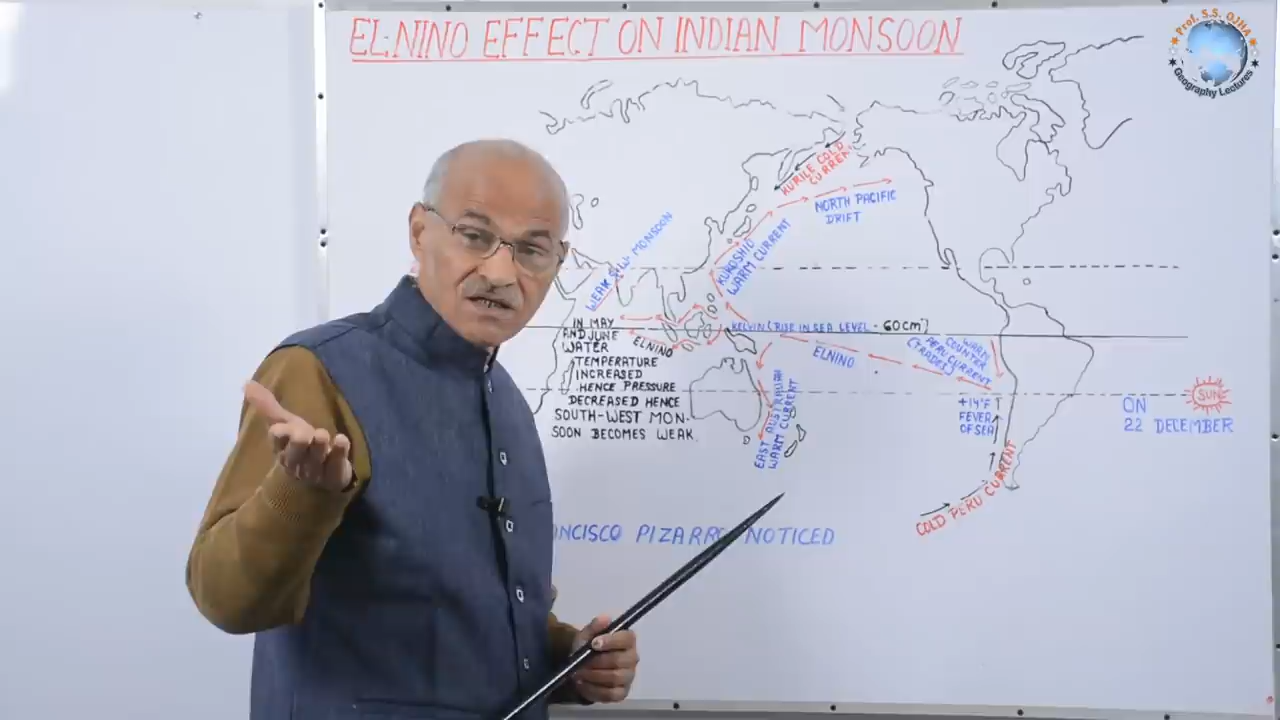 EL-NINO EFFECT ON INDIAN MONSOON
Prof. S.S. OJHA
Geography Lectures
KURILE COLD
CURRENT
NORTH PACIFIC
DRIFT
KUROSHIO
WARM CURRENT
WEAK S.W. MONSOON
KELVIN (RISE IN SEA LEVEL - 60cm)
IN MAY
AND JUNE
WATER
TEMPERATURE
INCREASED
HENCE PRESSURE
DECREASED HENCE
SOUTH-WEST MON-
SOON BECOMES WEAK.
ELNINO
ELNINO
WARM
COUNTER
PERU CURRENT
(TRADES)
EAST AUSTRALIAN
WARM CURRENT
+14°F
FEVER
OF SEA
COLD PERU CURRENT
SUN
ON
22 DECEMBER
NCISCO PIZARRO NOTICED